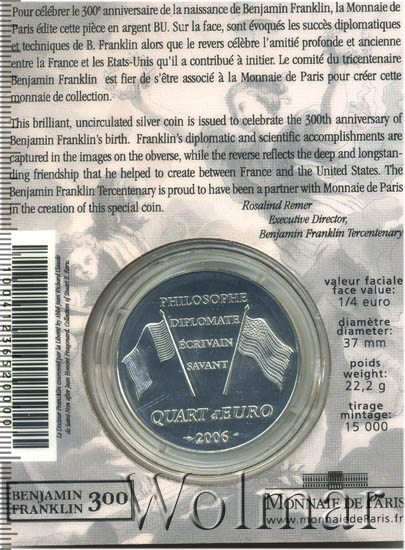 Pour célébrer le 300e anniversaire de la naissance de Benjamin Franklin, la Monnaie de
Paris édite cette pièce en argent BU. Sur la face, sont évoqués les succès diplomatiques
et techniques de B. Franklin alors que le revers célèbre l'amitié profonde et ancienne
entre la France et les Etats-Unis qu'il a contribué à initier. Le comité du tricentenaire
Benjamin Franklin est fier de s'être associé à la Monnaie de Paris pour créer cette
monnaie de collection.
This brilliant, uncirculated silver coin is issued to celebrate the 300th anniversary of
Benjamin Franklin's birth. Franklin's diplomatic and scientific accomplishments are
captured in the images on the obverse, while the reverse reflects the deep and longstan-
ding friendship that he helped to create between France and the United States. The
Benjamin Franklin Tercentenary is proud to have been a partner with Monnaie de Paris
in the creation of this special coin.
Rosalind Remer
Executive Director,
Benjamin Franklin Tercentenary
PHILOSOPHE
DIPLOMATE
ÉCRIVAIN
SAVANT
QUART d'EURO
2006
valeur faciale
face value:
1/4 euro
diamètre
diameter:
37 mm
poids
weight:
22,2 g
tirage
mintage:
15 000
BENJAMIN
FRANKLIN 300
MONNAIE DE PARIS
www.monnaiedeParis.fr
Wolmar